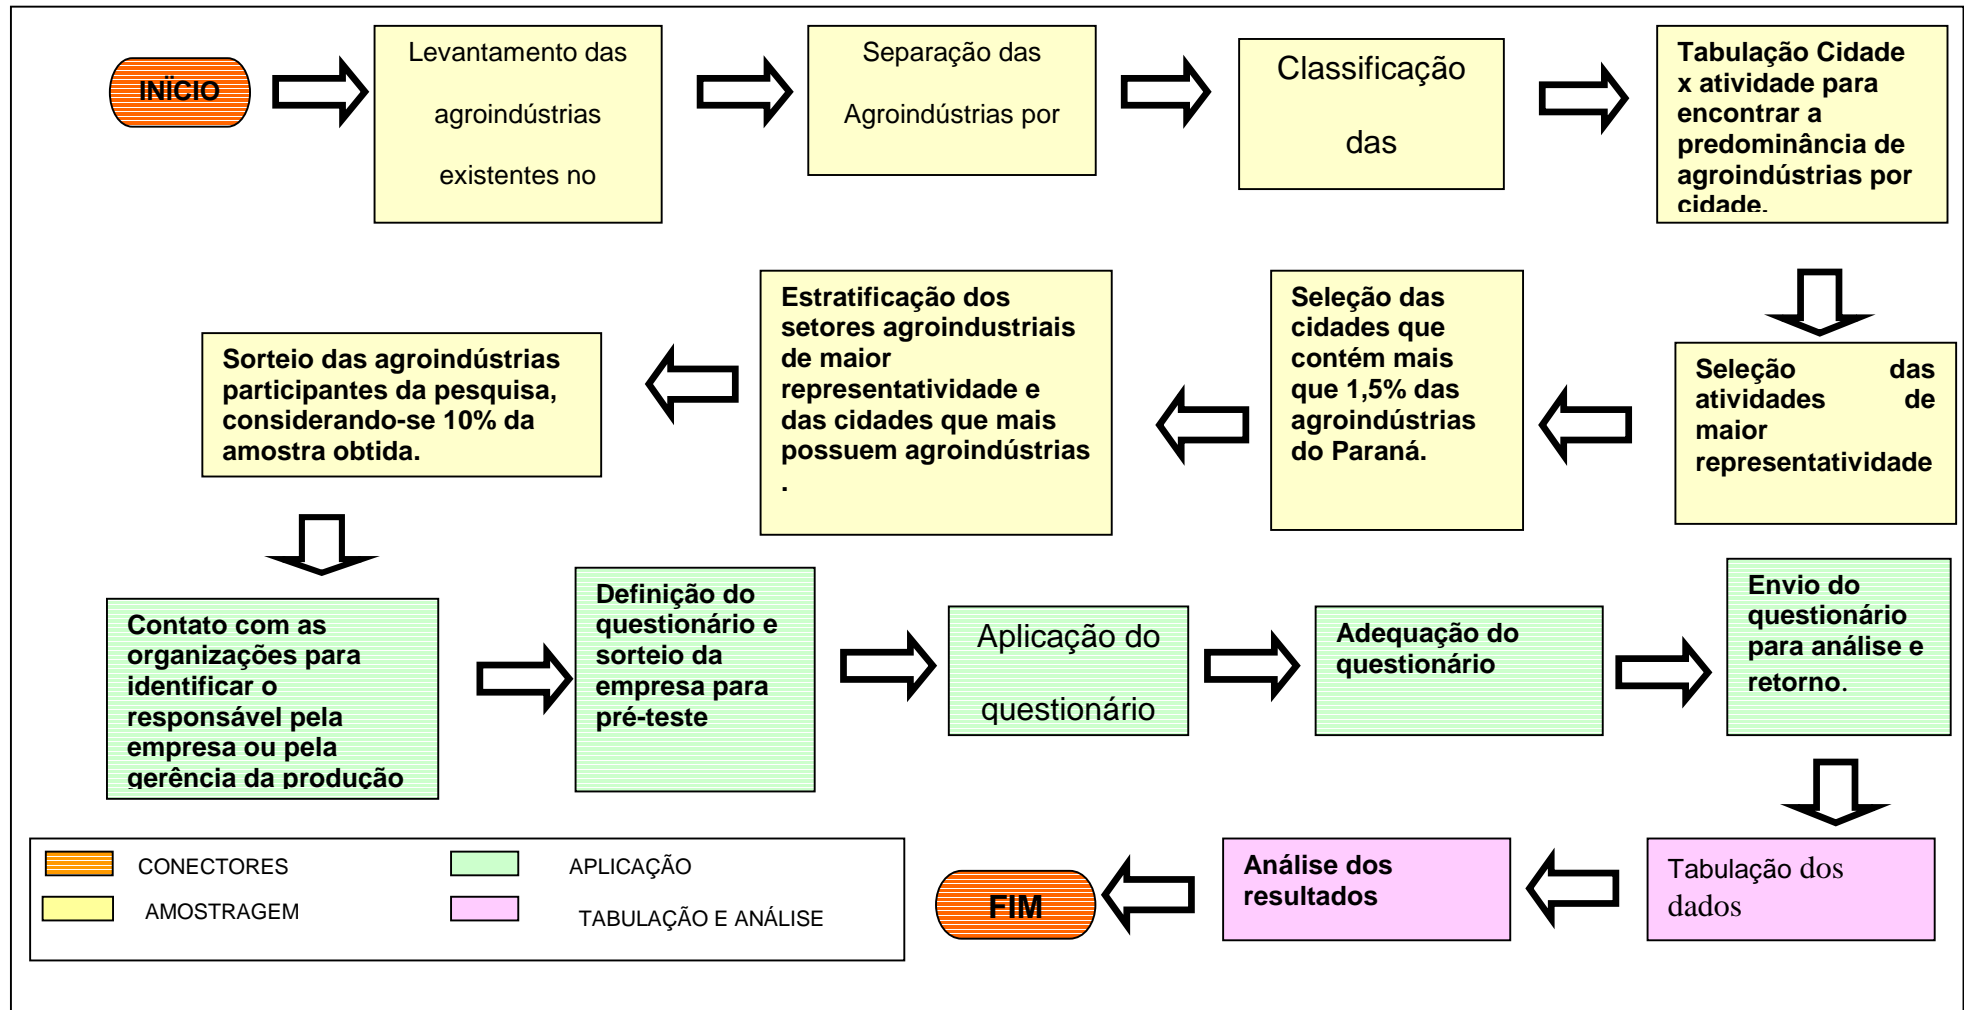 INÏCIO
Levantamento das
agroindústrias
existentes no
Separação das
Agroindústrias por
Classificação
das
Tabulação Cidade
x atividade para
encontrar a
predominância de
agroindústrias por
cidade.
Seleção das
atividades de
maior
representatividade
Seleção das
cidades que
contém mais
que 1,5% das
agroindústrias
do Paraná.
Estratificação dos
setores agroindustriais
de maior
representatividade e
das cidades que mais
possuem agroindústrias
.
Sorteio das agroindústrias
participantes da pesquisa,
considerando-se 10% da
amostra obtida.
Contato com as
organizações para
identificar o
responsável pela
empresa ou pela
gerência da produção
Definição do
questionário e
sorteio da
empresa para
pré-teste
Aplicação do
questionário
Adequação do
questionário
Envio do
questionário
para análise e
retorno.
Tabulação dos
dados
Análise dos
resultados
FIM
CONECTORES
APLICAÇÃO
AMOSTRAGEM
TABULAÇÃO E ANÁLISE